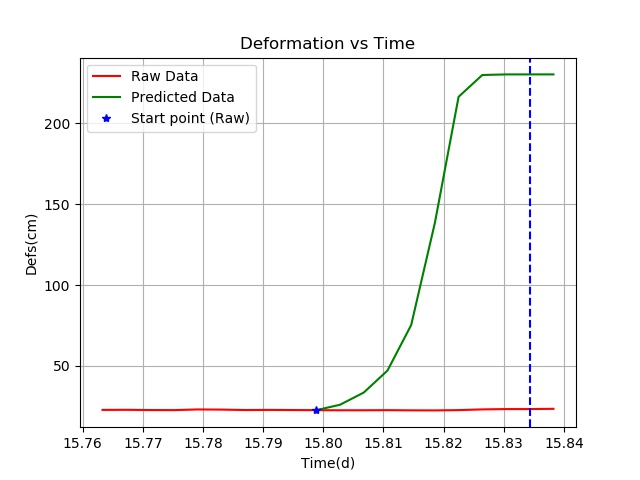 Deformation vs Time
Raw Data
Predicted Data
Start point (Raw)
200
150
100
50
Defs(cm)
15.76 15.77 15.78 15.79 15.80 15.81 15.82 15.83 15.84
Time(d)